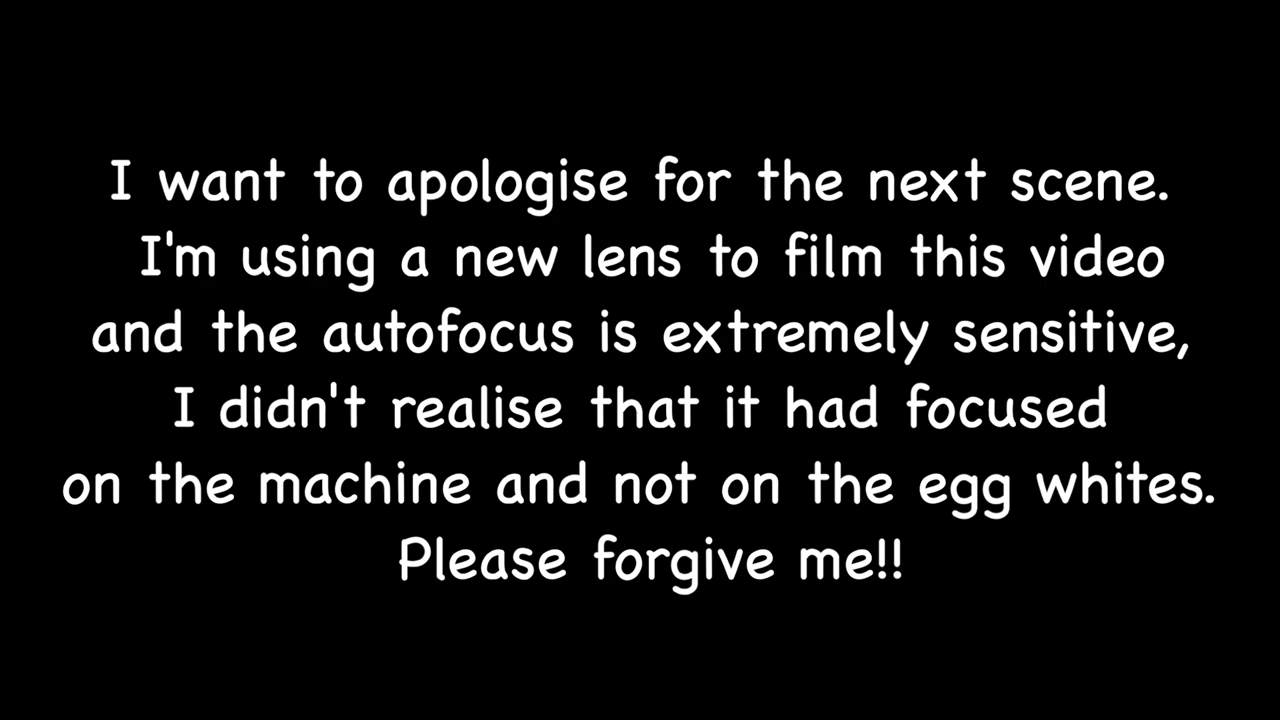 I want to apologise for the next scene.
I'm using a new lens to film this video
and the autofocus is extremely sensitive,
I didn't realise that it had focused
on the machine and not on the egg whites.
Please forgive me!!